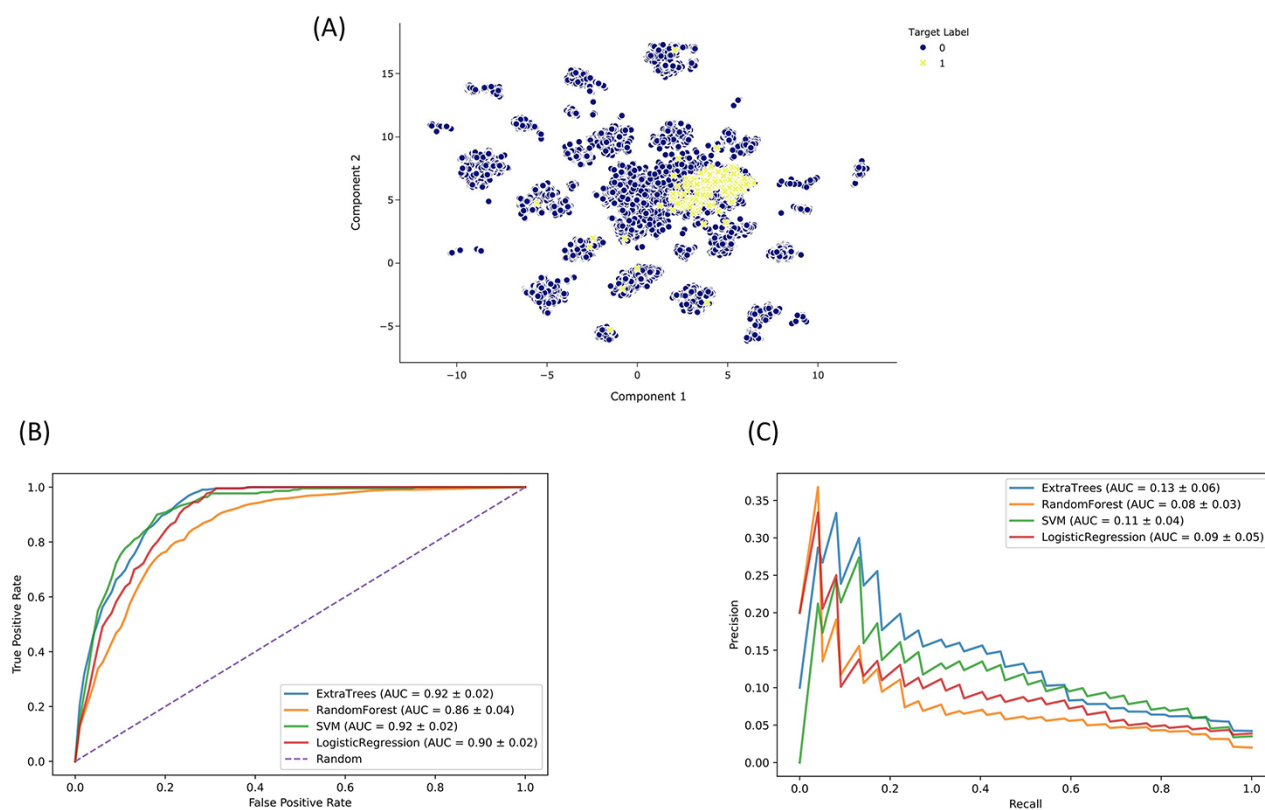 (A)
Target Label
0
1
15
10
5
0
−5
Component 2
−10
−5
0
5
10
Component 1
(B)
1.0
0.8
0.6
0.4
0.2
0.0
True Positive Rate
ExtraTrees (AUC = 0.92 ± 0.02)
RandomForest (AUC = 0.86 ± 0.04)
SVM (AUC = 0.92 ± 0.02)
LogisticRegression (AUC = 0.90 ± 0.02)
Random
0.0 0.2 0.4 0.6 0.8 1.0
False Positive Rate
(C)
0.35
0.30
0.25
0.20
0.15
0.10
0.05
0.00
Precision
ExtraTrees (AUC = 0.13 ± 0.06)
RandomForest (AUC = 0.08 ± 0.03)
SVM (AUC = 0.11 ± 0.04)
LogisticRegression (AUC = 0.09 ± 0.05)
0.0 0.2 0.4 0.6 0.8 1.0
Recall